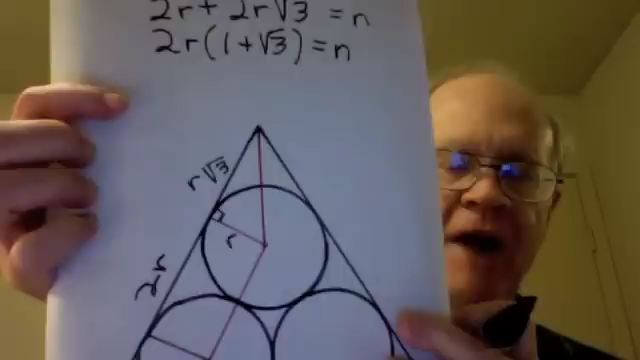 2r + 2r√3 = n
2r(1+√3) = n
r√3
r
2r